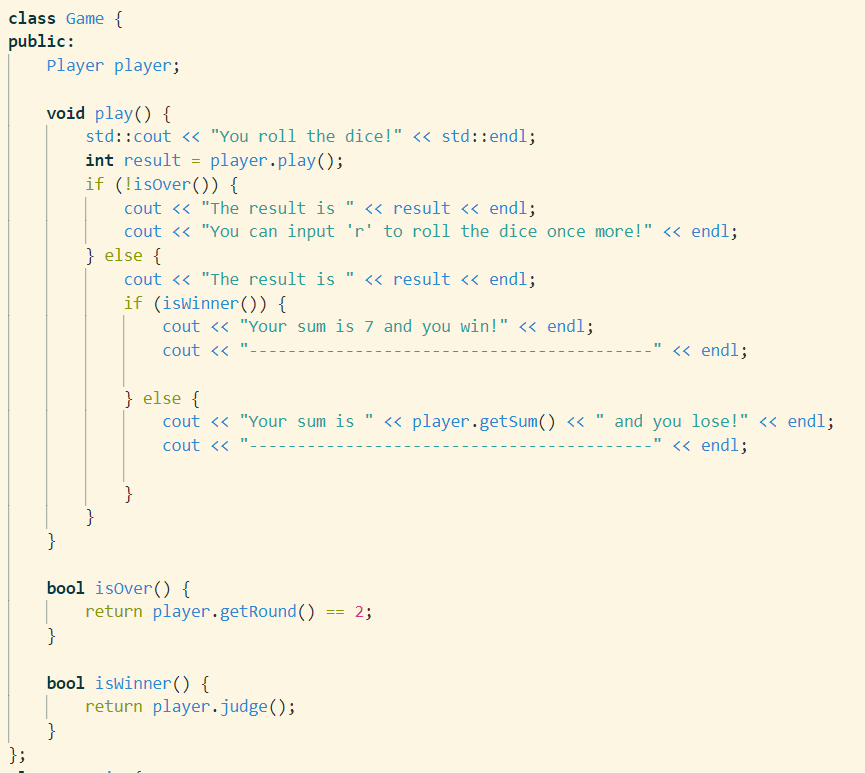 class Game {
public:
    Player player;

    void play() {
        std::cout << "You roll the dice!" << std::endl;
        int result = player.play();
        if (!isOver()) {
            cout << "The result is " << result << endl;
            cout << "You can input 'r' to roll the dice once more!" << endl;
        } else {
            cout << "The result is " << result << endl;
            if (isWinner()) {
                cout << "Your sum is 7 and you win!" << endl;
                cout << "------------------------------------------" << endl;

            } else {
                cout << "Your sum is " << player.getSum() << " and you lose!" << endl;
                cout << "------------------------------------------" << endl;

            }
        }
    }

    bool isOver() {
        return player.getRound() == 2;
    }

    bool isWinner() {
        return player.judge();
    }
};